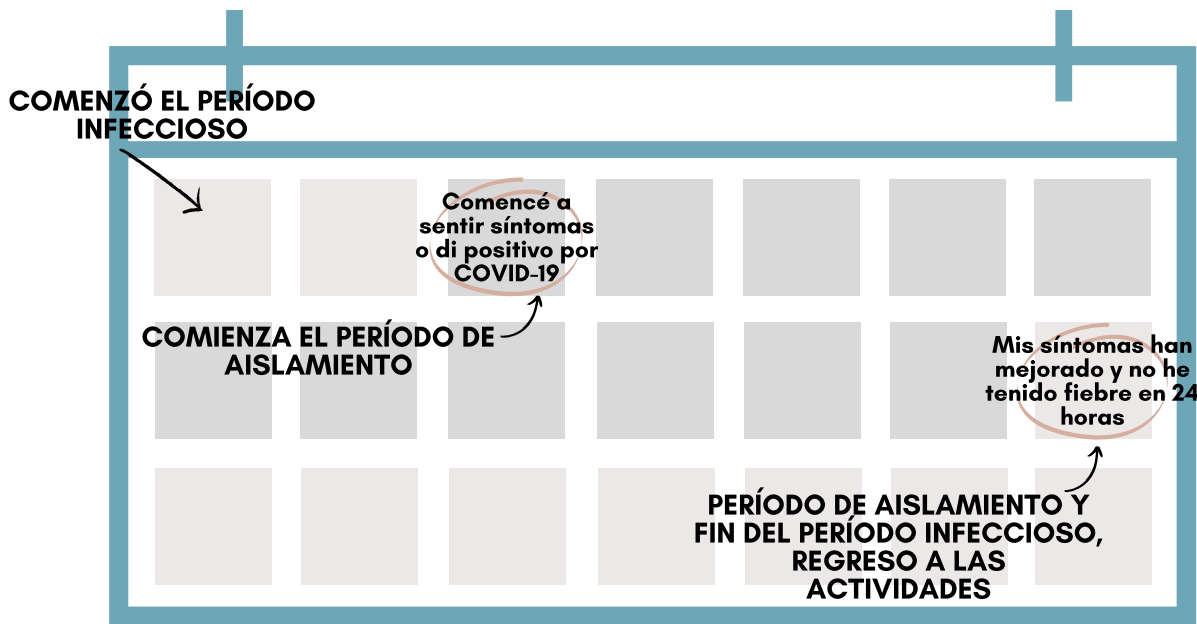 COMENZÓ EL PERÍODO
INFECCIOSO
Comencé a
sentir síntomas
o di positivo por
COVID-19
COMIENZA EL PERÍODO DE
AISLAMIENTO
Mis síntomas han
mejorado y no he
tenido fiebre en 24
horas
PERÍODO DE AISLAMIENTO Y
FIN DEL PERÍODO INFECCIOSO,
REGRESO A LAS
ACTIVIDADES